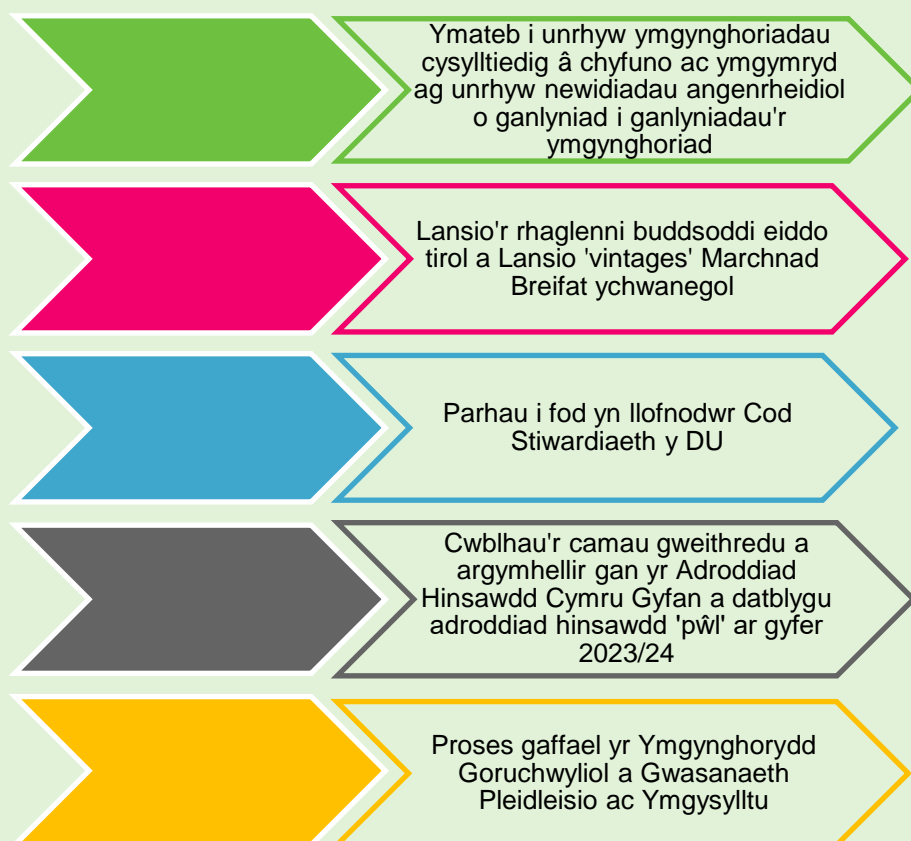 Ymateb i unrhyw ymgynghoriadau
cysylltiedig â chyfuno ac ymgymryd
ag unrhyw newidiadau angenrheidiol
o ganlyniad i ganlyniadau'r
ymgynghoriad
Lansio'r rhaglenni buddsoddi eiddo
tirol a Lansio 'vintages' Marchnad
Breifat ychwanegol
Parhau i fod yn llofnodwr Cod
Stiwardiaeth y DU
Cwblhau'r camau gweithredu a
argymhellir gan yr Adroddiad
Hinsawdd Cymru Gyfan a datblygu
adroddiad hinsawdd 'pŵl' ar gyfer
2023/24
Proses gaffael yr Ymgynghorydd
Goruchwyliol a Gwasanaeth
Pleidleisio ac Ymgysylltu